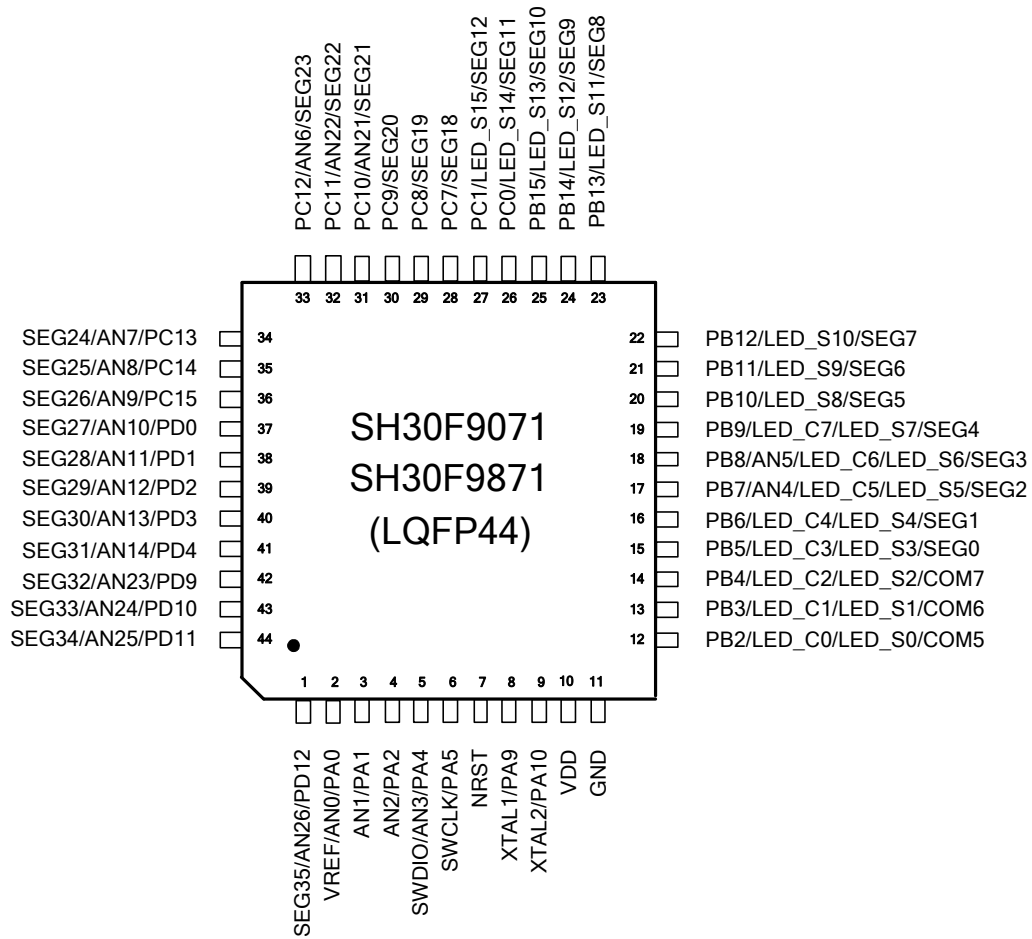 PC12/AN6/SEG23
PC11/AN22/SEG22
PC10/AN21/SEG21
PC9/SEG20
PC8/SEG19
PC7/SEG18
PC1/LED_S15/SEG12
PC0/LED_S14/SEG11
PB15/LED_S13/SEG10
PB14/LED_S12/SEG9
PB13/LED_S11/SEG8
33 32 31 30 29 28 27 26 25 24 23
SEG24/AN7/PC13 34
SEG25/AN8/PC14 35
SEG26/AN9/PC15 36
SEG27/AN10/PD0 37
SEG28/AN11/PD1 38
SEG29/AN12/PD2 39
SEG30/AN13/PD3 40
SEG31/AN14/PD4 41
SEG32/AN23/PD9 42
SEG33/AN24/PD10 43
SEG34/AN25/PD11 44
SH30F9071
SH30F9871
(LQFP44)
22 PB12/LED_S10/SEG7
21 PB11/LED_S9/SEG6
20 PB10/LED_S8/SEG5
19 PB9/LED_C7/LED_S7/SEG4
18 PB8/AN5/LED_C6/LED_S6/SEG3
17 PB7/AN4/LED_C5/LED_S5/SEG2
16 PB6/LED_C4/LED_S4/SEG1
15 PB5/LED_C3/LED_S3/SEG0
14 PB4/LED_C2/LED_S2/COM7
13 PB3/LED_C1/LED_S1/COM6
12 PB2/LED_C0/LED_S0/COM5
1 2 3 4 5 6 7 8 9 10 11
SEG35/AN26/PD12
VREF/AN0/PA0
AN1/PA1
AN2/PA2
SWDIO/AN3/PA4
SWCLK/PA5
NRST
XTAL1/PA9
XTAL2/PA10
VDD
GND